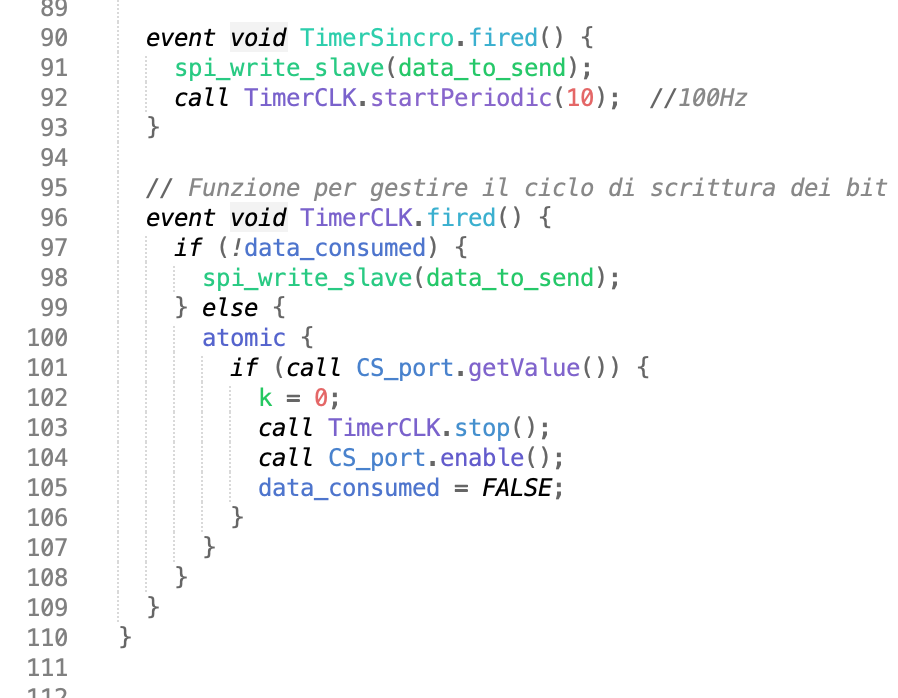 89
90 event void TimerSincro.fired() {
91 spi_write_slave(data_to_send);
92 call TimerCLK.startPeriodic(10); //100Hz
93 }
94
95 // Funzione per gestire il ciclo di scrittura dei bit
96 event void TimerCLK.fired() {
97 if (!data_consumed) {
98 spi_write_slave(data_to_send);
99 } else {
100 atomic {
101 if (call CS_port.getValue()) {
102 k = 0;
103 call TimerCLK.stop();
104 call CS_port.enable();
105 data_consumed = FALSE;
106 }
107 }
108 }
109 }
110 }
111
112